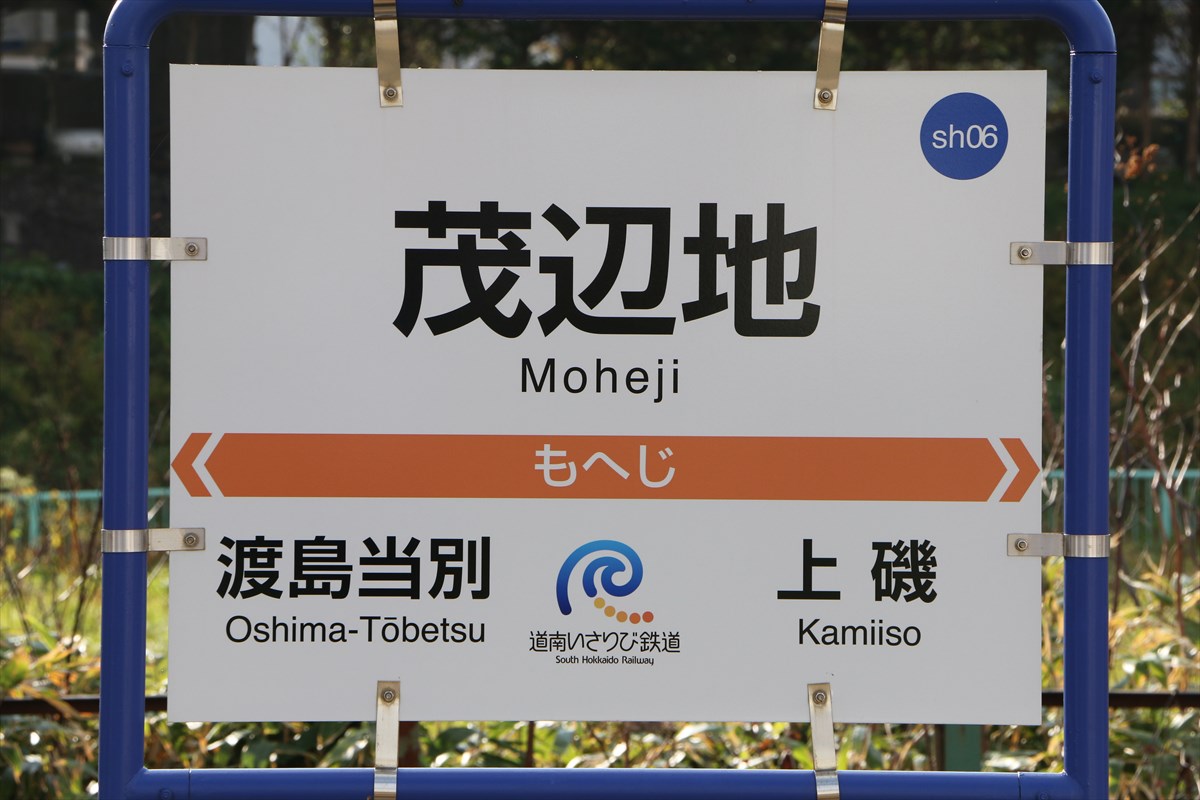 sh06
茂辺地
Moheji
もへじ
渡島当別
Oshima-Tōbetsu
道南いさりび鉄道
South Hokkaido Railway
上磯
Kamiiso